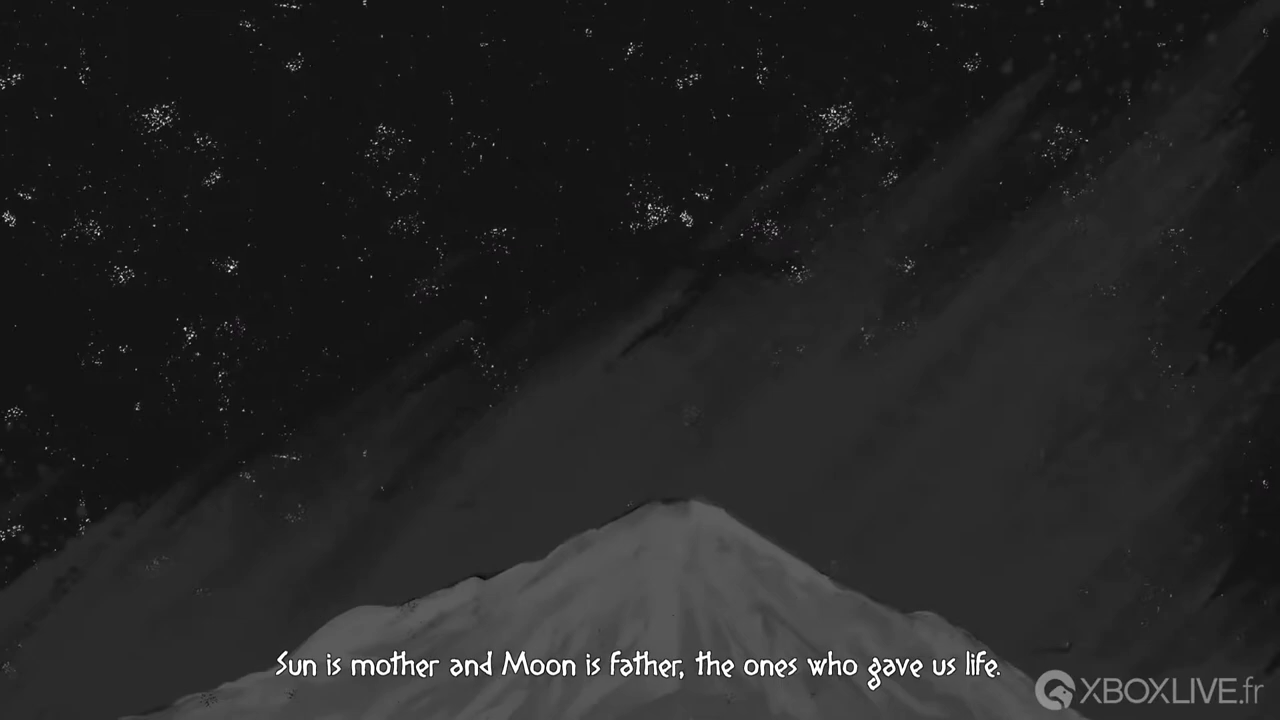 Sun is mother and Moon is father, the ones who gave us life.
XBOXLIVE.fr